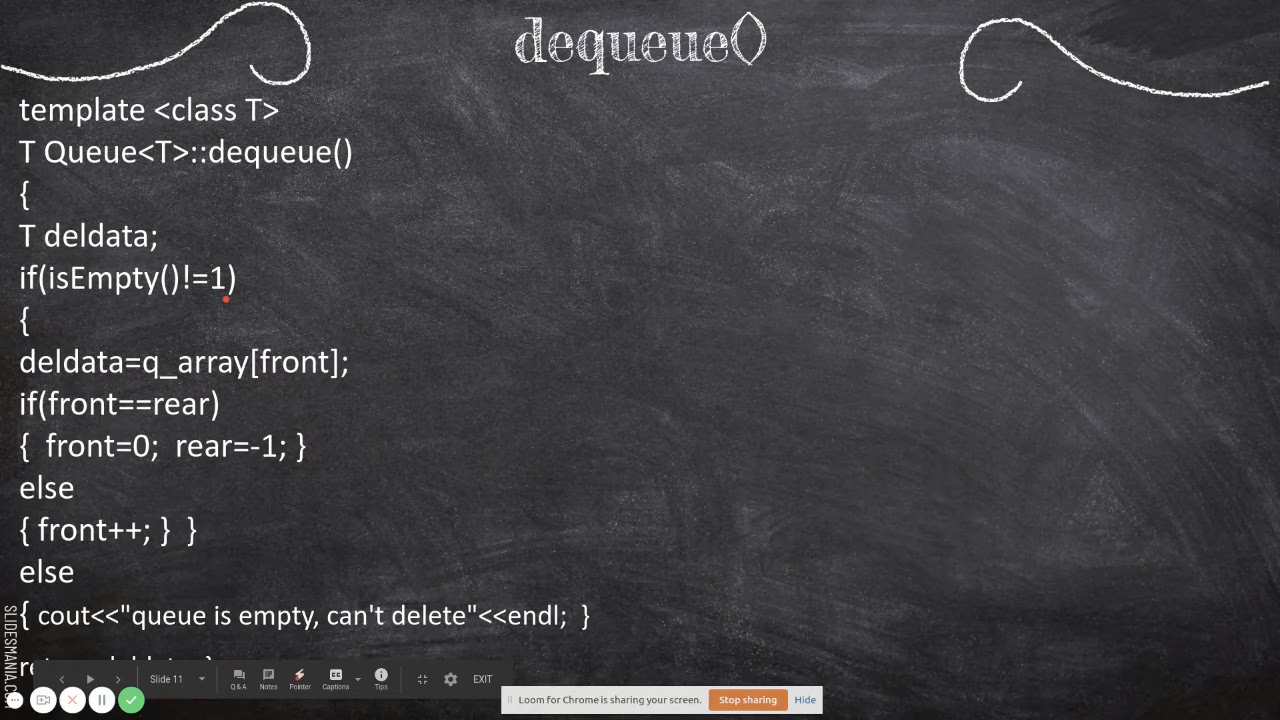 dequeue()
template <class T>
T Queue<T>::dequeue()
{
T deldata;
if(isEmpty()!=1)
{
deldata=q_array[front];
if(front==rear)
{  front=0;  rear=-1; }
else
{ front++; }  }
else
{ cout<<"queue is empty, can't delete"<<endl;  }
SLIDESMANIA.C
Slide 11
Q&A
Notes
Pointer
Captions
Tips
EXIT
Loom for Chrome is sharing your screen.
Stop sharing
Hide